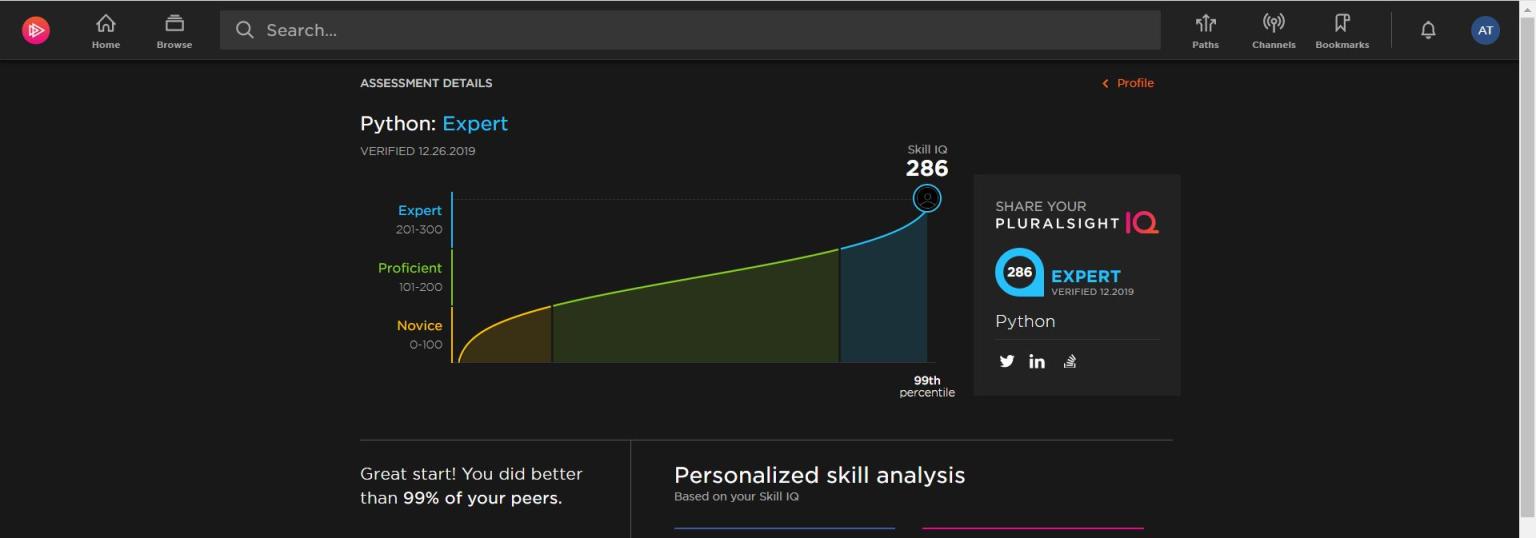 Search...
Home
Browse
Paths
Channels
Bookmarks
AT
ASSESSMENT DETAILS
Profile
Python: Expert
VERIFIED 12.26.2019
Skill IQ
286
Expert
201-300
Proficient
101-200
Novice
0-100
99th
percentile
SHARE YOUR
PLURALSIGHT IQ
286
EXPERT
VERIFIED 12.2019
Python
Great start! You did better
than 99% of your peers.
Personalized skill analysis
Based on your Skill IQ